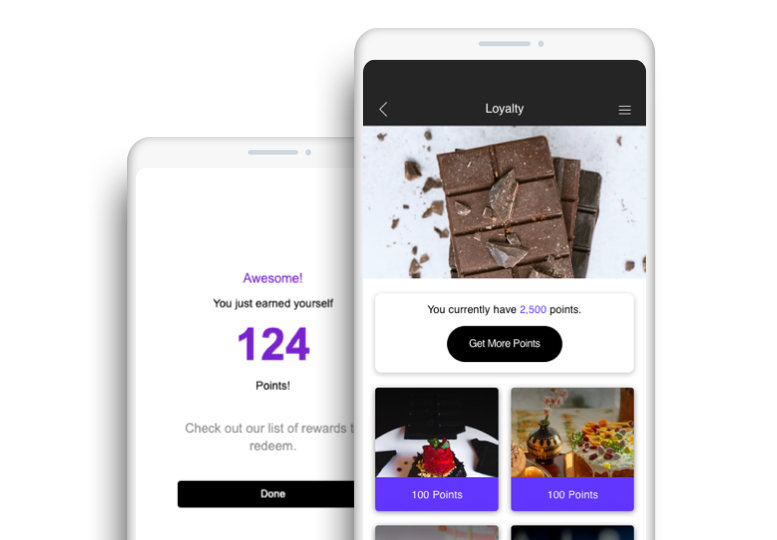 Awesome!
You just earned yourself
124
Points!
Check out our list of rewards
redeem.
Done
Loyalty
You currently have 2,500 points.
Get More Points
100 Points
100 Points